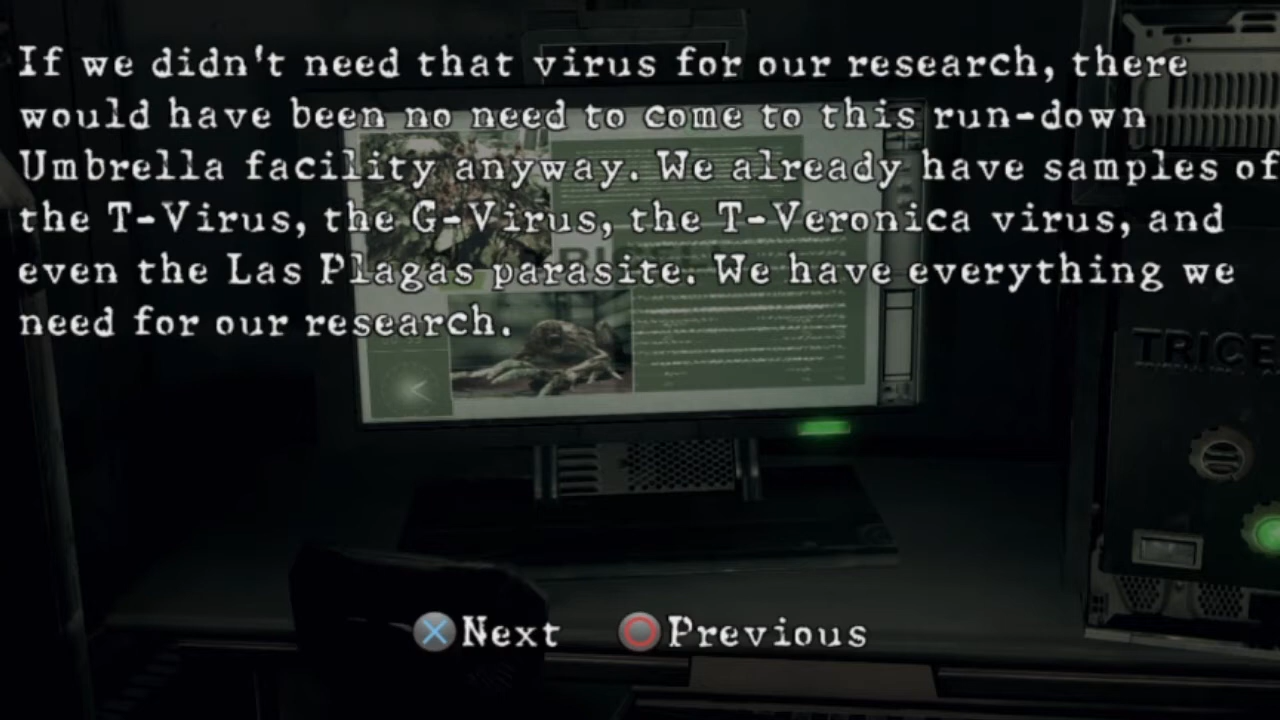 If we didn't need that virus for our research, there
would have been no need to come to this run-down
Umbrella facility anyway. We already have samples of
the T-Virus, the G-Virus, the T-Veronica virus, and
even the Las Plagas parasite. We have everything we
need for our research.
TRICE
Next Previous